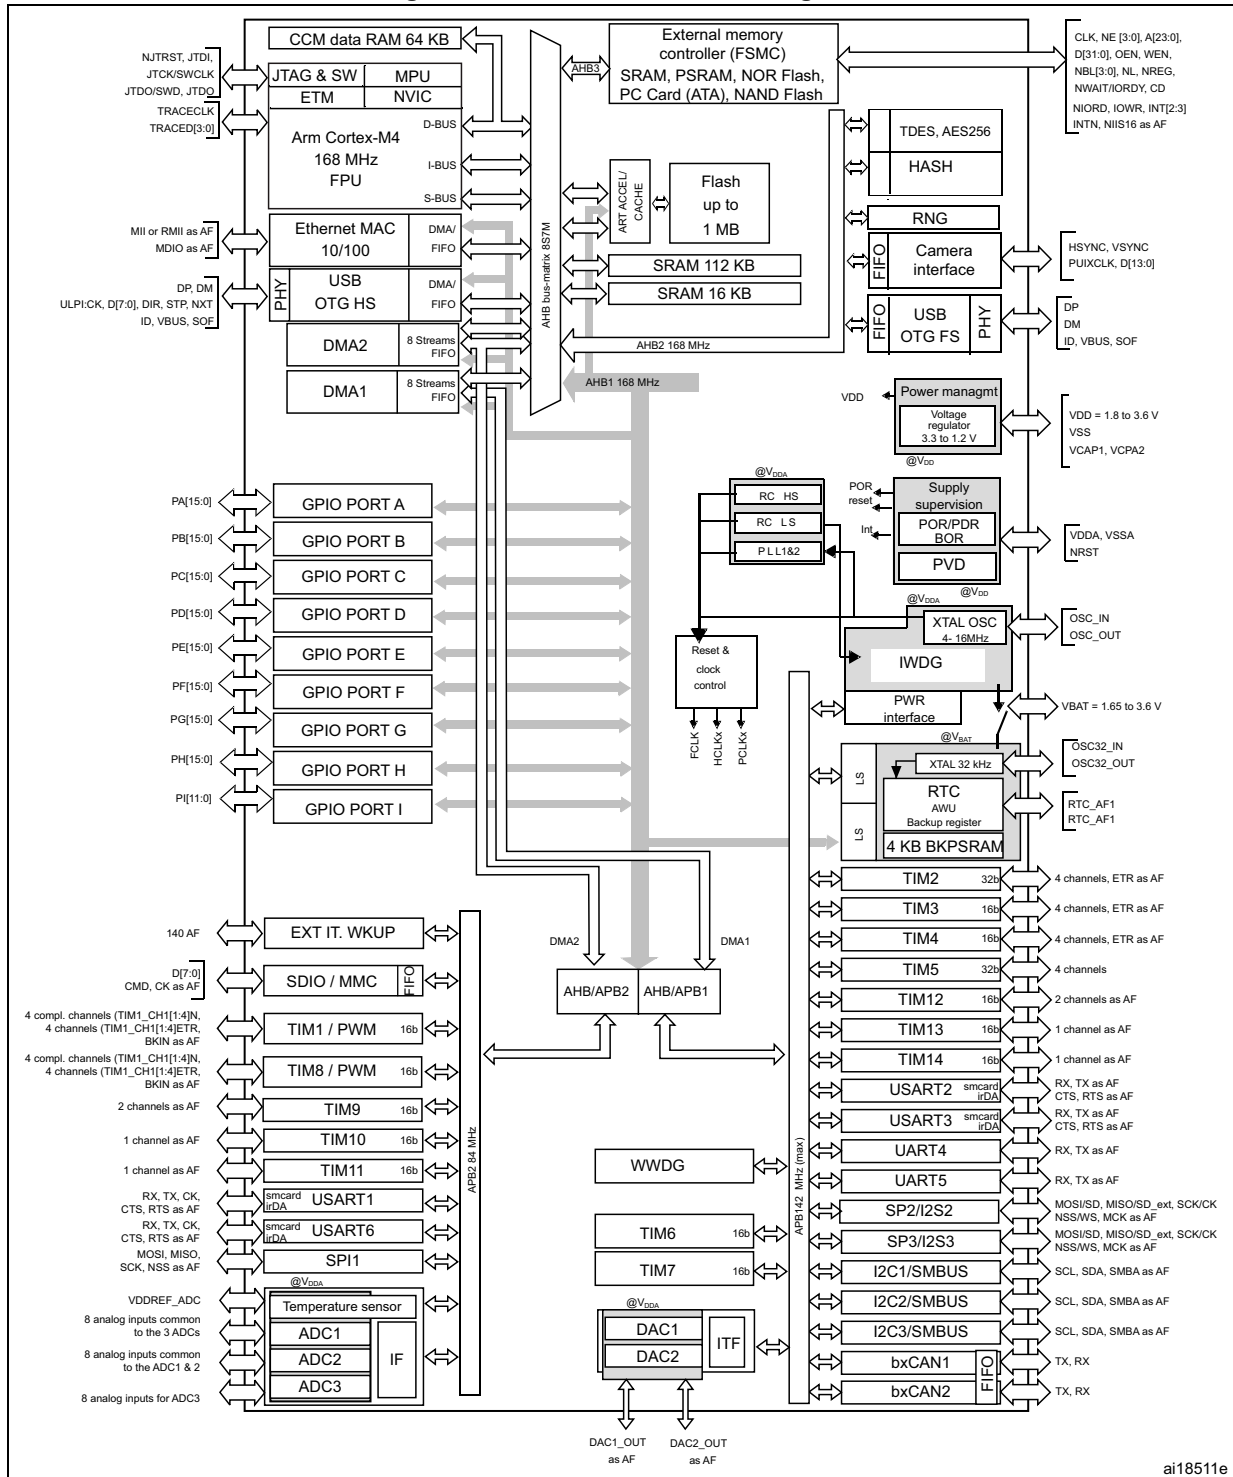 CCM data RAM 64 KB
External memory
controller (FSMC)
SRAM, PSRAM, NOR Flash,
PC Card (ATA), NAND Flash
AHB3
CLK, NE [3:0], A[23:0],
D[31:0], OEN, WEN,
NBL[3:0], NL, NREG,
NWAIT/IORDY, CD
NIORD, IOWR, INT[2:3]
INTN, NIIS16 as AF
NJTRST, JTDI,
JTCK/SWCLK
JTDO/SWD, JTDO
TRACECLK
TRACED[3:0]
JTAG & SW
MPU
ETM
NVIC
Arm Cortex-M4
168 MHz
FPU
D-BUS
I-BUS
S-BUS
AHB bus-matrix 8S7M
ART ACCEL/
CACHE
Flash
up to
1 MB
TDES, AES256
HASH
RNG
SRAM 112 KB
SRAM 16 KB
MII or RMII as AF
MDIO as AF
Ethernet MAC
10/100
DMA/
FIFO
DP, DM
ULPI:CK, D[7:0], DIR, STP, NXT
ID, VBUS, SOF
PHY
USB
OTG HS
DMA/
FIFO
DMA2
8 Streams
FIFO
DMA1
8 Streams
FIFO
FIFO
Camera
interface
HSYNC, VSYNC
PUIXCLK, D[13:0]
FIFO
USB
OTG FS
PHY
DP
DM
ID, VBUS, SOF
AHB2 168 MHz
AHB1 168 MHz
VDD
Power managmt
Voltage
regulator
3.3 to 1.2 V
@VDD
VDD = 1.8 to 3.6 V
VSS
VCAP1, VCPA2
@VDDA
RC HS
RC LS
PLL1&2
POR
reset
Int
Supply
supervision
POR/PDR
BOR
PVD
@VDD
VDDA, VSSA
NRST
@VDDA
XTAL OSC
4- 16MHz
IWDG
OSC_IN
OSC_OUT
Reset &
clock
control
FCLK
HCLKx
PCLKx
PWR
interface
VBAT = 1.65 to 3.6 V
@VBAT
LS
XTAL 32 kHz
OSC32_IN
OSC32_OUT
RTC
AWU
Backup register
RTC_AF1
RTC_AF1
LS
4 KB BKPSRAM
PA[15:0]
GPIO PORT A
PB[15:0]
GPIO PORT B
PC[15:0]
GPIO PORT C
PD[15:0]
GPIO PORT D
PE[15:0]
GPIO PORT E
PF[15:0]
GPIO PORT F
PG[15:0]
GPIO PORT G
PH[15:0]
GPIO PORT H
PI[11:0]
GPIO PORT I
TIM2
32b
4 channels, ETR as AF
TIM3
16b
4 channels, ETR as AF
TIM4
16b
4 channels, ETR as AF
TIM5
32b
4 channels
TIM12
16b
2 channels as AF
TIM13
16b
1 channel as AF
TIM14
16b
1 channel as AF
USART2
smcard
irDA
RX, TX as AF
CTS, RTS as AF
USART3
smcard
irDA
RX, TX as AF
CTS, RTS as AF
UART4
RX, TX as AF
UART5
RX, TX as AF
SP2/I2S2
MOSI/SD, MISO/SD_ext, SCK/CK
NSS/WS, MCK as AF
SP3/I2S3
MOSI/SD, MISO/SD_ext, SCK/CK
NSS/WS, MCK as AF
I2C1/SMBUS
SCL, SDA, SMBA as AF
I2C2/SMBUS
SCL, SDA, SMBA as AF
I2C3/SMBUS
SCL, SDA, SMBA as AF
bxCAN1
FIFO
TX, RX
bxCAN2
TX, RX
DMA2
DMA1
AHB/APB2
AHB/APB1
140 AF
EXT IT. WKUP
D[7:0]
CMD, CK as AF
SDIO / MMC
FIFO
4 compl. channels (TIM1_CH1[1:4]N,
4 channels (TIM1_CH1[1:4]ETR,
BKIN as AF
TIM1 / PWM
16b
4 compl. channels (TIM1_CH1[1:4]N,
4 channels (TIM1_CH1[1:4]ETR,
BKIN as AF
TIM8 / PWM
16b
2 channels as AF
TIM9
16b
1 channel as AF
TIM10
16b
1 channel as AF
TIM11
16b
RX, TX, CK,
CTS, RTS as AF
smcard
irDA
USART1
RX, TX, CK,
CTS, RTS as AF
smcard
irDA
USART6
MOSI, MISO,
SCK, NSS as AF
SPI1
APB2 84 MHz
APB142 MHz (max)
WWDG
TIM6
16b
TIM7
16b
@VDDA
VDDREF_ADC
Temperature sensor
8 analog inputs common
to the 3 ADCs
ADC1
8 analog inputs common
to the ADC1 & 2
ADC2
IF
8 analog inputs for ADC3
ADC3
@VDDA
DAC1
DAC2
ITF
DAC1_OUT
as AF
DAC2_OUT
as AF
ai18511e